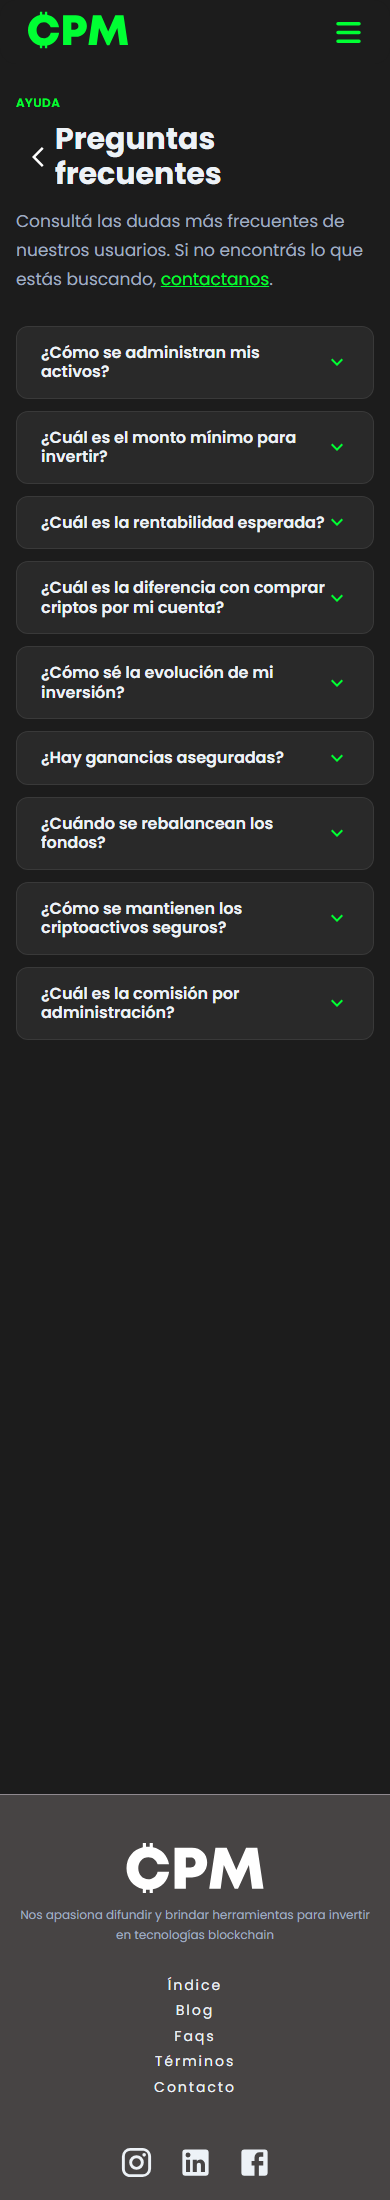 CPM
AYUDA
Preguntas
frecuentes
Consultá las dudas más frecuentes de
nuestros usuarios. Si no encontrás lo que
estás buscando, contactanos.
¿Cómo se administran mis
activos?
¿Cuál es el monto mínimo para
invertir?
¿Cuál es la rentabilidad esperada?
¿Cuál es la diferencia con comprar
criptos por mi cuenta?
¿Cómo sé la evolución de mi
inversión?
¿Hay ganancias aseguradas?
¿Cuándo se rebalancean los
fondos?
¿Cómo se mantienen los
criptoactivos seguros?
¿Cuál es la comisión por
administración?
CPM
Nos apasiona difundir y brindar herramientas para invertir
en tecnologías blockchain
Índice
Blog
Faqs
Términos
Contacto